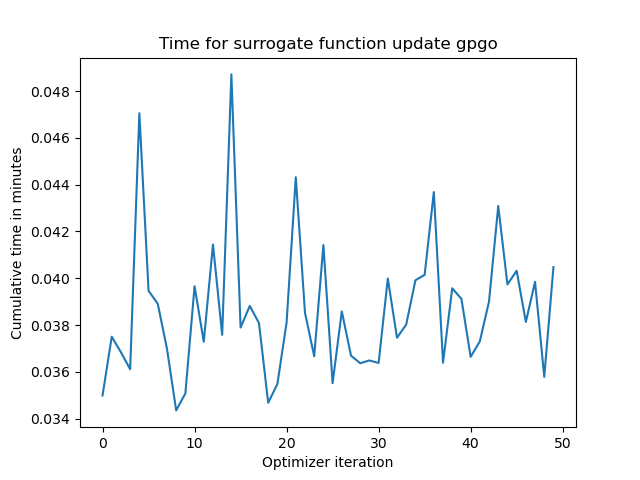 Time for surrogate function update gpgo
Cumulative time in minutes
0.048
0.046
0.044
0.042
0.040
0.038
0.036
0.034
0 10 20 30 40 50
Optimizer iteration